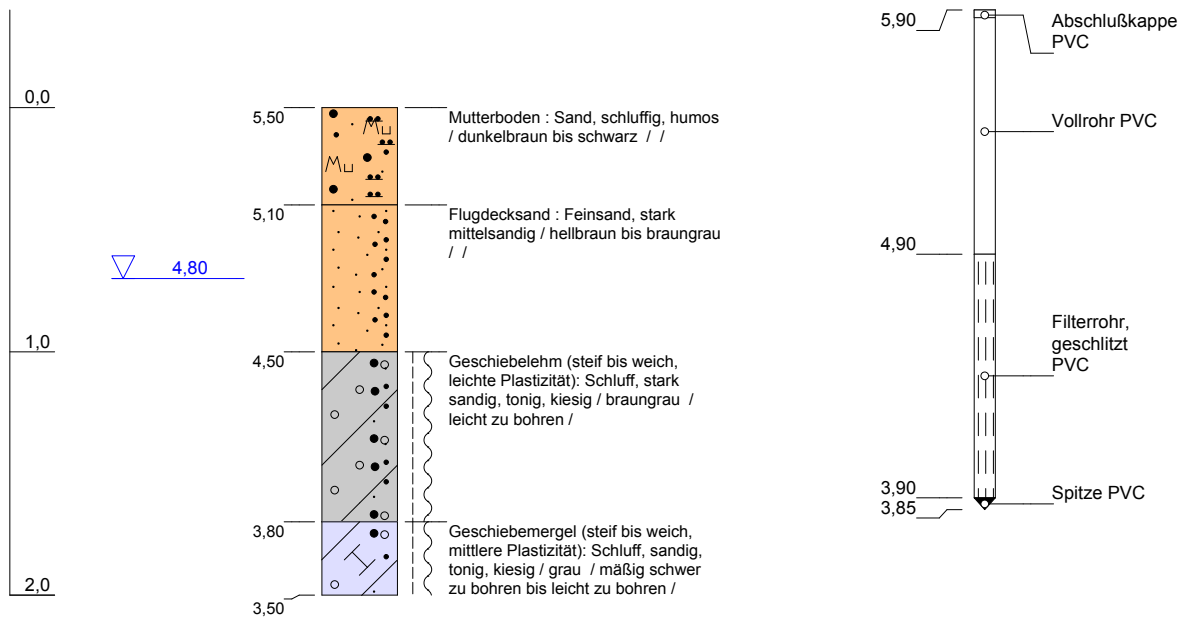 0,0
1,0
2,0
4,80
5,50
5,10
4,50
3,80
3,50
Mu
Mu
Mutterboden : Sand, schluffig, humos
/ dunkelbraun bis schwarz / /
Flugdecksand : Feinsand, stark
mittelsandig / hellbraun bis braungrau
/ /
Geschiebelehm (steif bis weich,
leichte Plastizität): Schluff, stark
sandig, tonig, kiesig / braungrau /
leicht zu bohren /
Geschiebemergel (steif bis weich,
mittlere Plastizität): Schluff, sandig,
tonig, kiesig / grau / mäßig schwer
zu bohren bis leicht zu bohren /
5,90
4,90
3,90
3,85
Abschlußkappe
PVC
Vollrohr PVC
Filterrohr,
geschlitzt
PVC
Spitze PVC